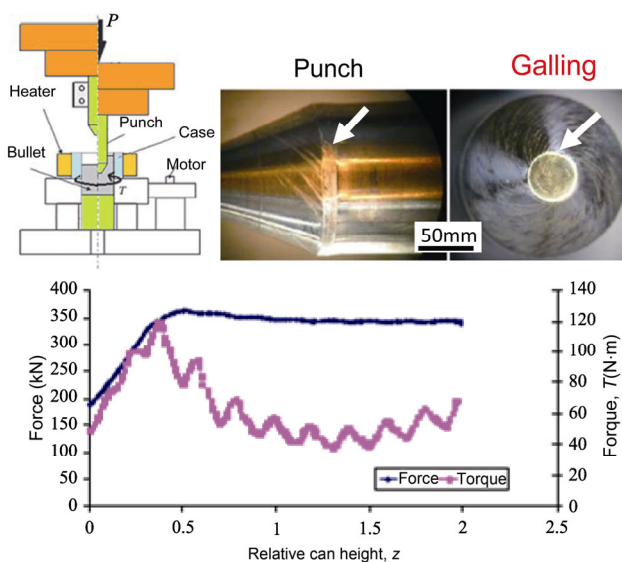 P
Heater
Punch
Case
Bullet
Motor
T
Punch
Galling
50mm
400
350
300
250
200
150
100
50
0
Force (kN)
140
120
100
80
60
40
20
0
Forque, T(N·m)
Force
Torque
0
0.5
1
1.5
2
2.5
Relative can height, z